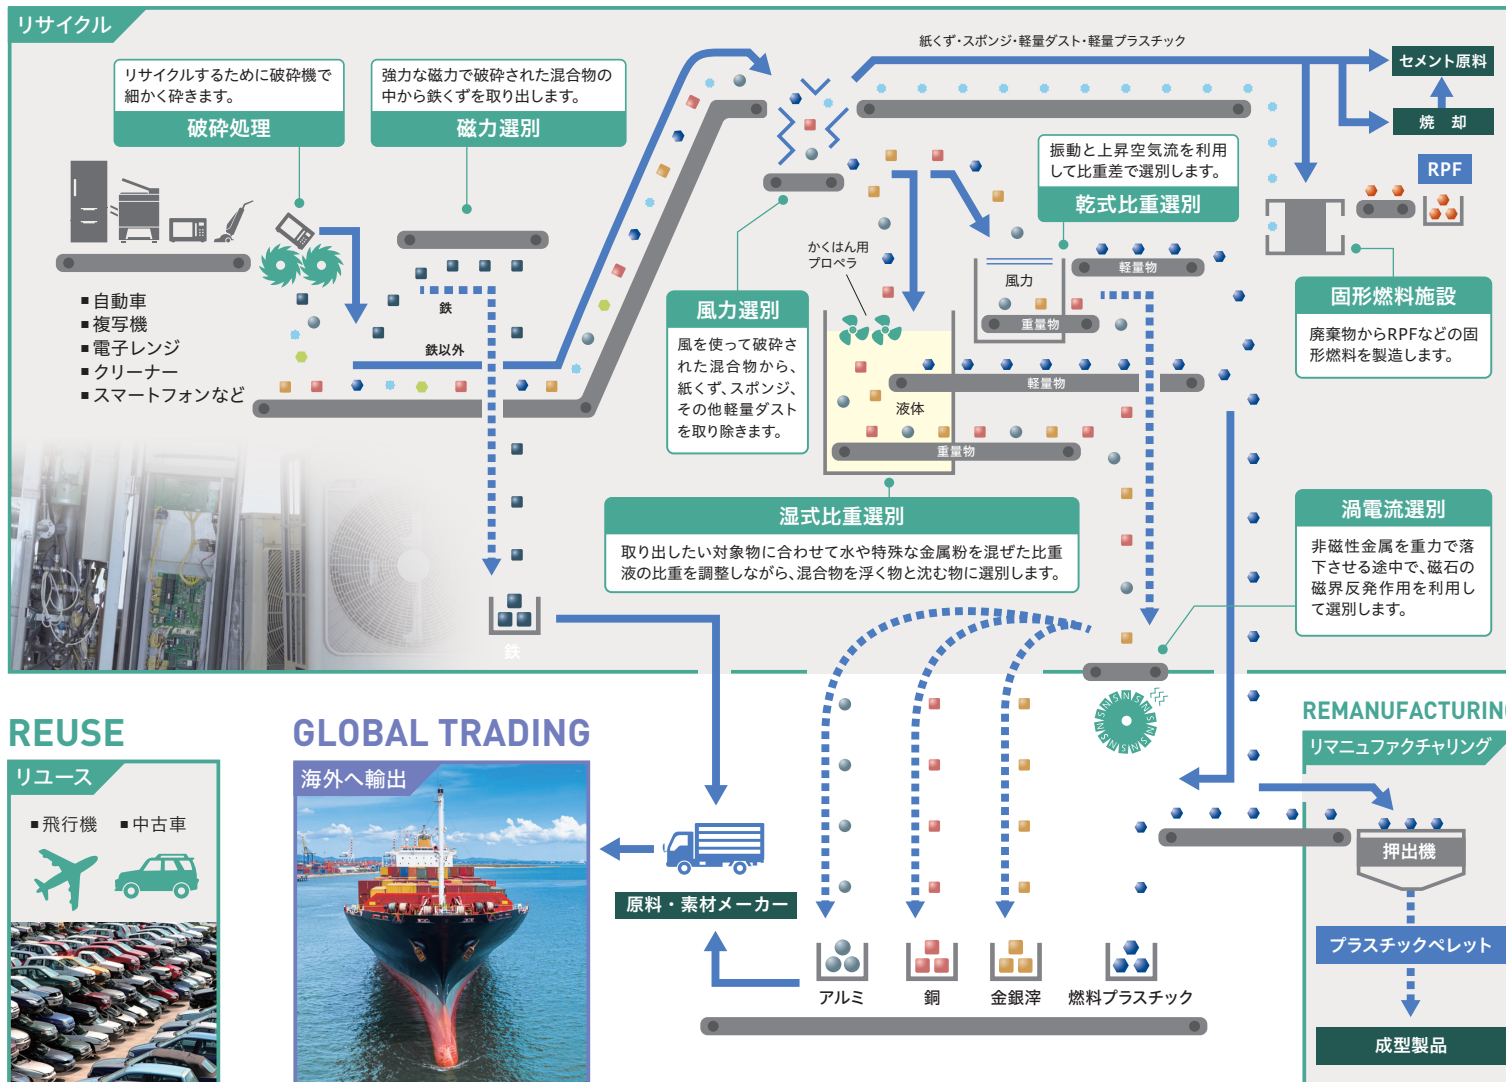 リサイクル
リサイクルするために破砕機で
細かく砕きます。
破砕処理
強力な磁力で破砕された混合物の
中から鉄くずを取り出します。
磁力選別
紙くず・スポンジ・軽量ダスト・軽量プラスチック
セメント原料
焼 却
RPF
振動と上昇空気流を利用
して比重差で選別します。
乾式比重選別
■自動車
■複写機
■電子レンジ
■クリーナー
■スマートフォンなど
鉄
鉄以外
風力選別
風を使って破砕さ
れた混合物から、
紙くず、スポンジ、
その他軽量ダスト
を取り除きます。
かくはん用
プロペラ
風力
重量物
軽量物
軽量物
液体
重量物
固形燃料施設
廃棄物からRPFなどの固
形燃料を製造します。
湿式比重選別
取り出したい対象物に合わせて水や特殊な金属粉を混ぜた比重
液の比重を調整しながら、混合物を浮く物と沈む物に選別します。
渦電流選別
非磁性金属を重力で落
下させる途中で、磁石の
磁界反発作用を利用し
て選別します。
鉄
REUSE
リユース
■飛行機 ■中古車
GLOBAL TRADING
海外へ輸出
原料・素材メーカー
アルミ
銅
金銀滓
燃料プラスチック
REMANUFACTURING
リマニュファクチャリング
押出機
プラスチックペレット
成型製品